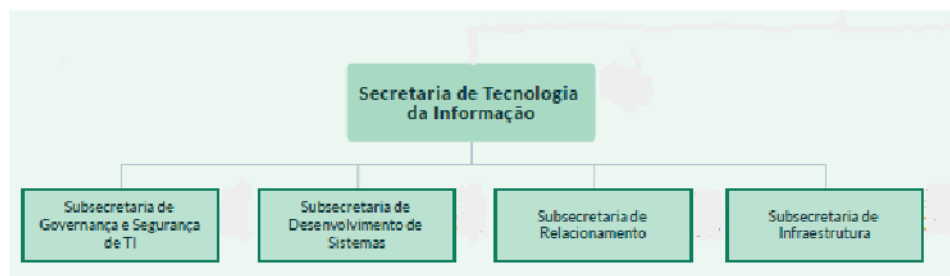 Secretaria de Tecnologia
da Informação
Subsecretaria de
Governança e Segurança
de TI
Subsecretaria de
Desenvolvimento de
Sistemas
Subsecretaria de
Relacionamento
Subsecretaria de
Infraestrutura